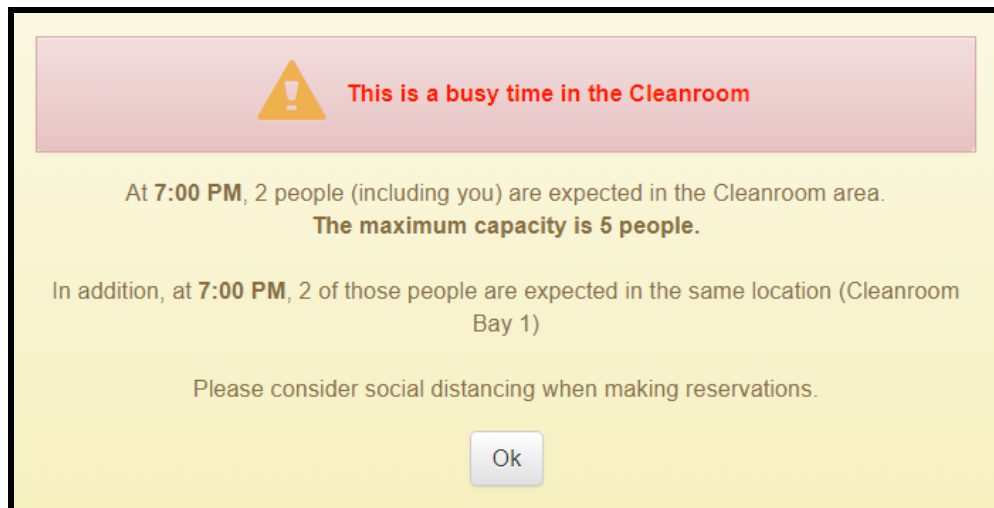 This is a busy time in the Cleanroom
At 7:00 PM, 2 people (including you) are expected in the Cleanroom area.
The maximum capacity is 5 people.
In addition, at 7:00 PM, 2 of those people are expected in the same location (Cleanroom
Bay 1)
Please consider social distancing when making reservations.
Ok